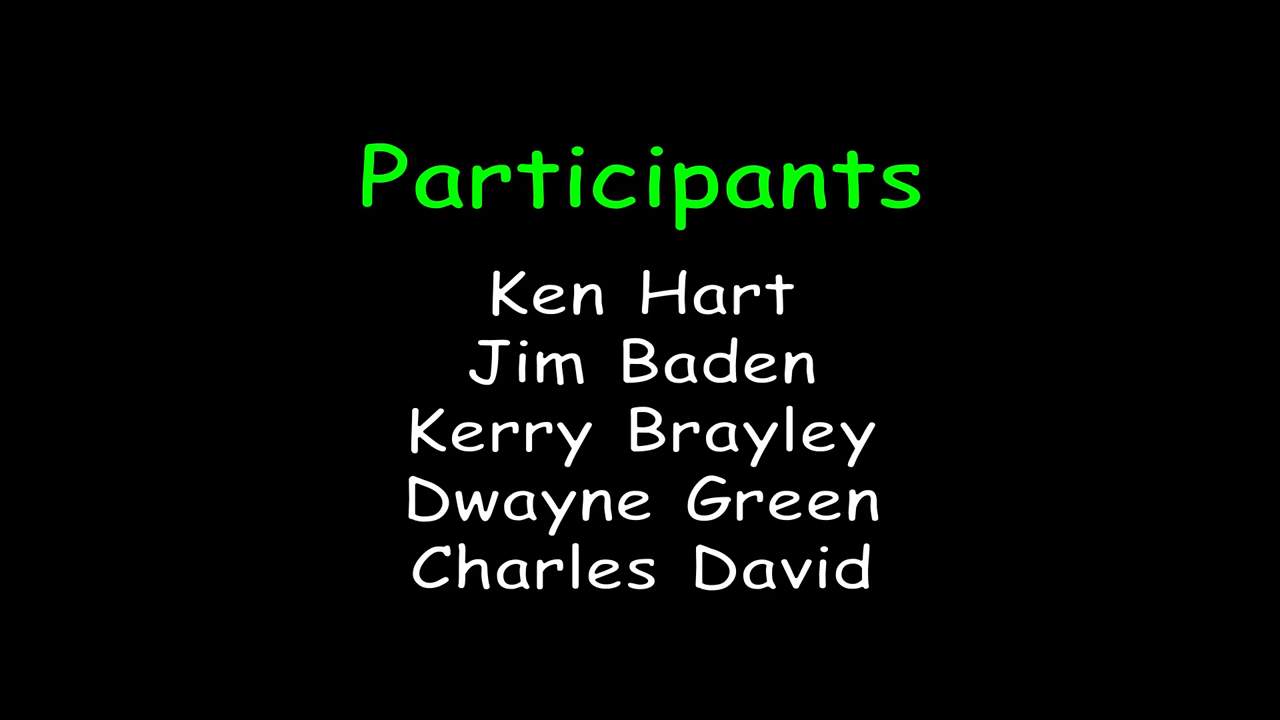 Participants
Ken Hart
Jim Baden
Kerry Brayley
Dwayne Green
Charles David